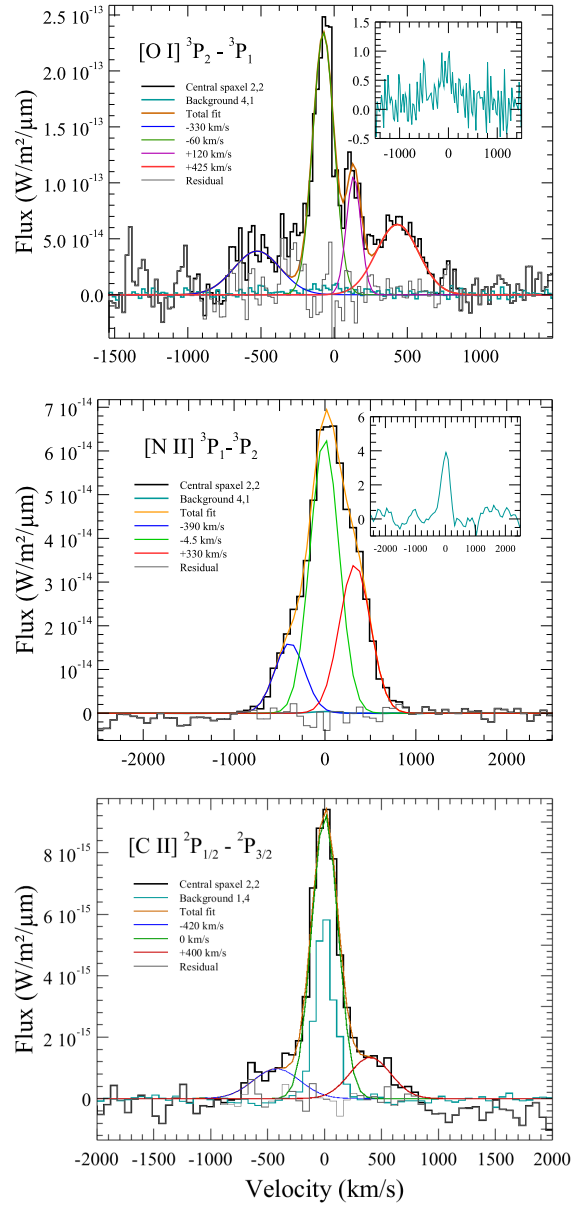 [O I] ³P₂ - ³P₁
Central spaxel 2,2
Background 4,1
Total fit
-330 km/s
-60 km/s
+120 km/s
+425 km/s
Residual
Flux (W/m²/µm)
2.5 10⁻¹³
2.0 10⁻¹³
1.5 10⁻¹³
1.0 10⁻¹³
5.0 10⁻¹⁴
0.0
-1500 -1000 -500 0 500 1000
1.5
1.0
0.5
0.0
-0.5
-1000 0 1000
[N II] ³P₁-³P₂
Central spaxel 2,2
Background 4,1
Total fit
-390 km/s
-4.5 km/s
+330 km/s
Residual
Flux (W/m²/µm)
7 10⁻¹⁴
6 10⁻¹⁴
5 10⁻¹⁴
4 10⁻¹⁴
3 10⁻¹⁴
2 10⁻¹⁴
1 10⁻¹⁴
0
-2000 -1000 0 1000 2000
6
4
2
0
-2000 -1000 0 1000 2000
[C II] ²P₁/₂ - ²P₃/₂
Central spaxel 2,2
Background 1,4
Total fit
-420 km/s
0 km/s
+400 km/s
Residual
Flux (W/m²/µm)
8 10⁻¹⁵
6 10⁻¹⁵
4 10⁻¹⁵
2 10⁻¹⁵
0
-2000 -1500 -1000 -500 0 500 1000 1500 2000
Velocity (km/s)